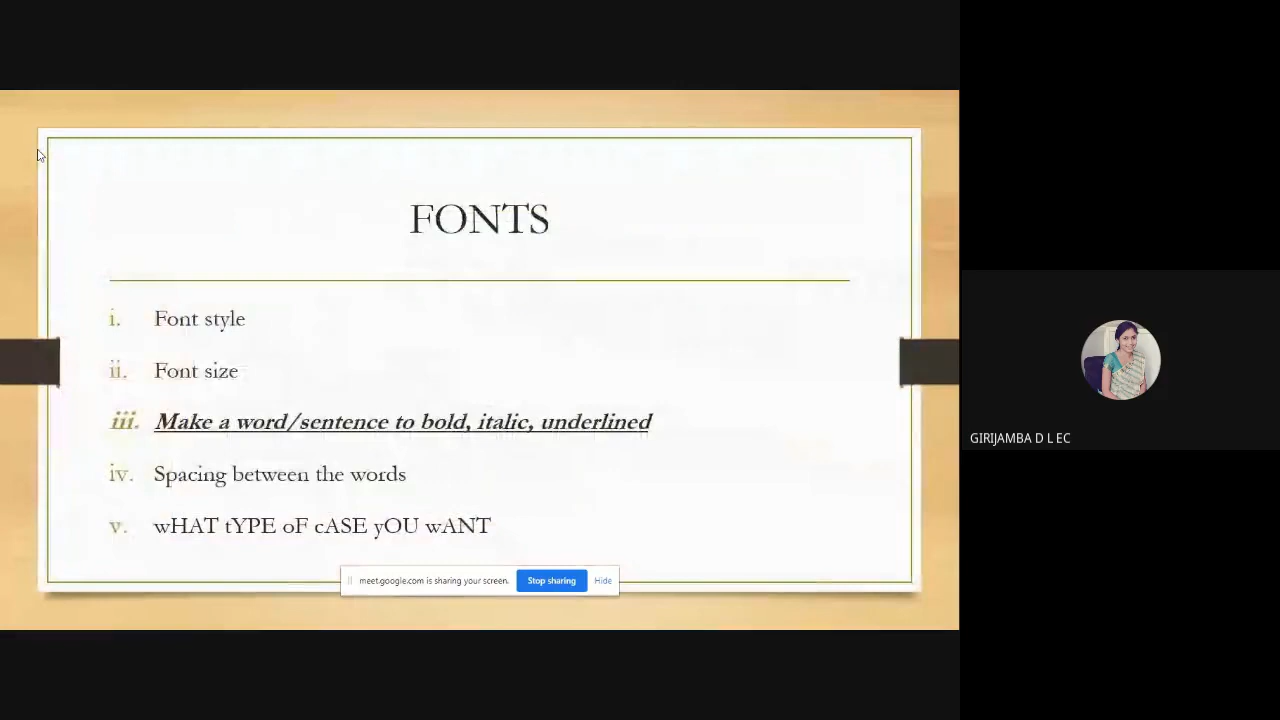 FONTS
i. Font style
ii. Font size
iii. Make a word/sentence to bold, italic, underlined
iv. Spacing between the words
v. wHAT tYPE oF cASE yOU wANT
meet.google.com is sharing your screen. Stop sharing Hide
GIRIJAMBA D L EC